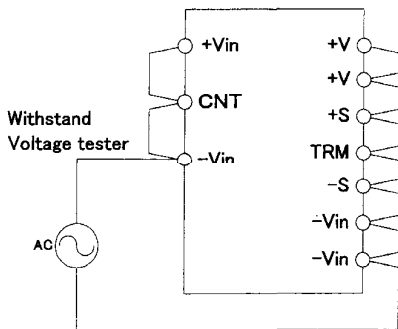 +Vin
CNT
-Vin
Withstand
Voltage tester
AC
+V
+V
+S
TRM
-S
-Vin
-Vin